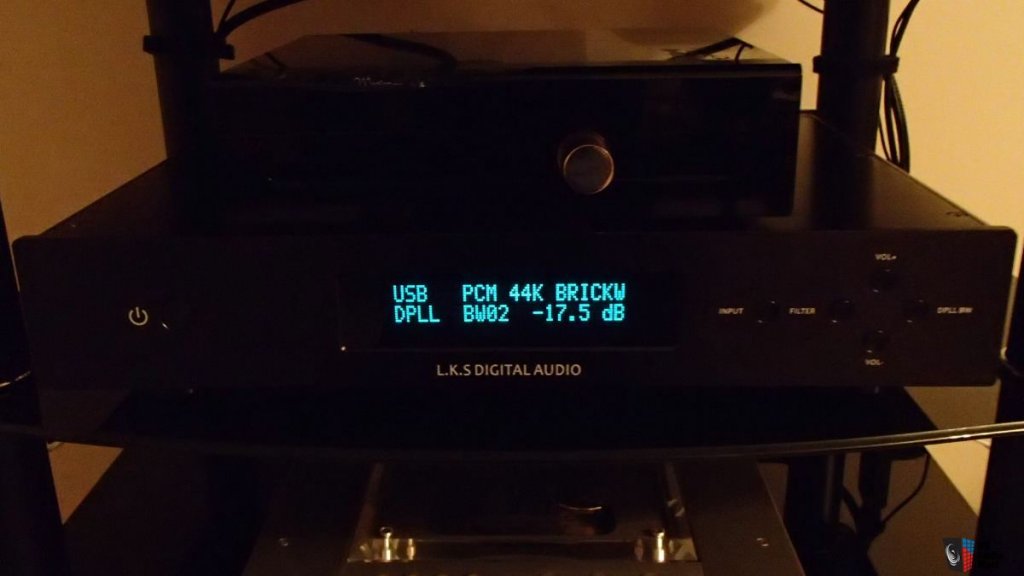 USB PCM 44K BRICKW
DPLL BW02 -17.5 dB
L.K.S DIGITAL AUDIO
VOL+
INPUT
FILTER
DPLL BW
VOL-